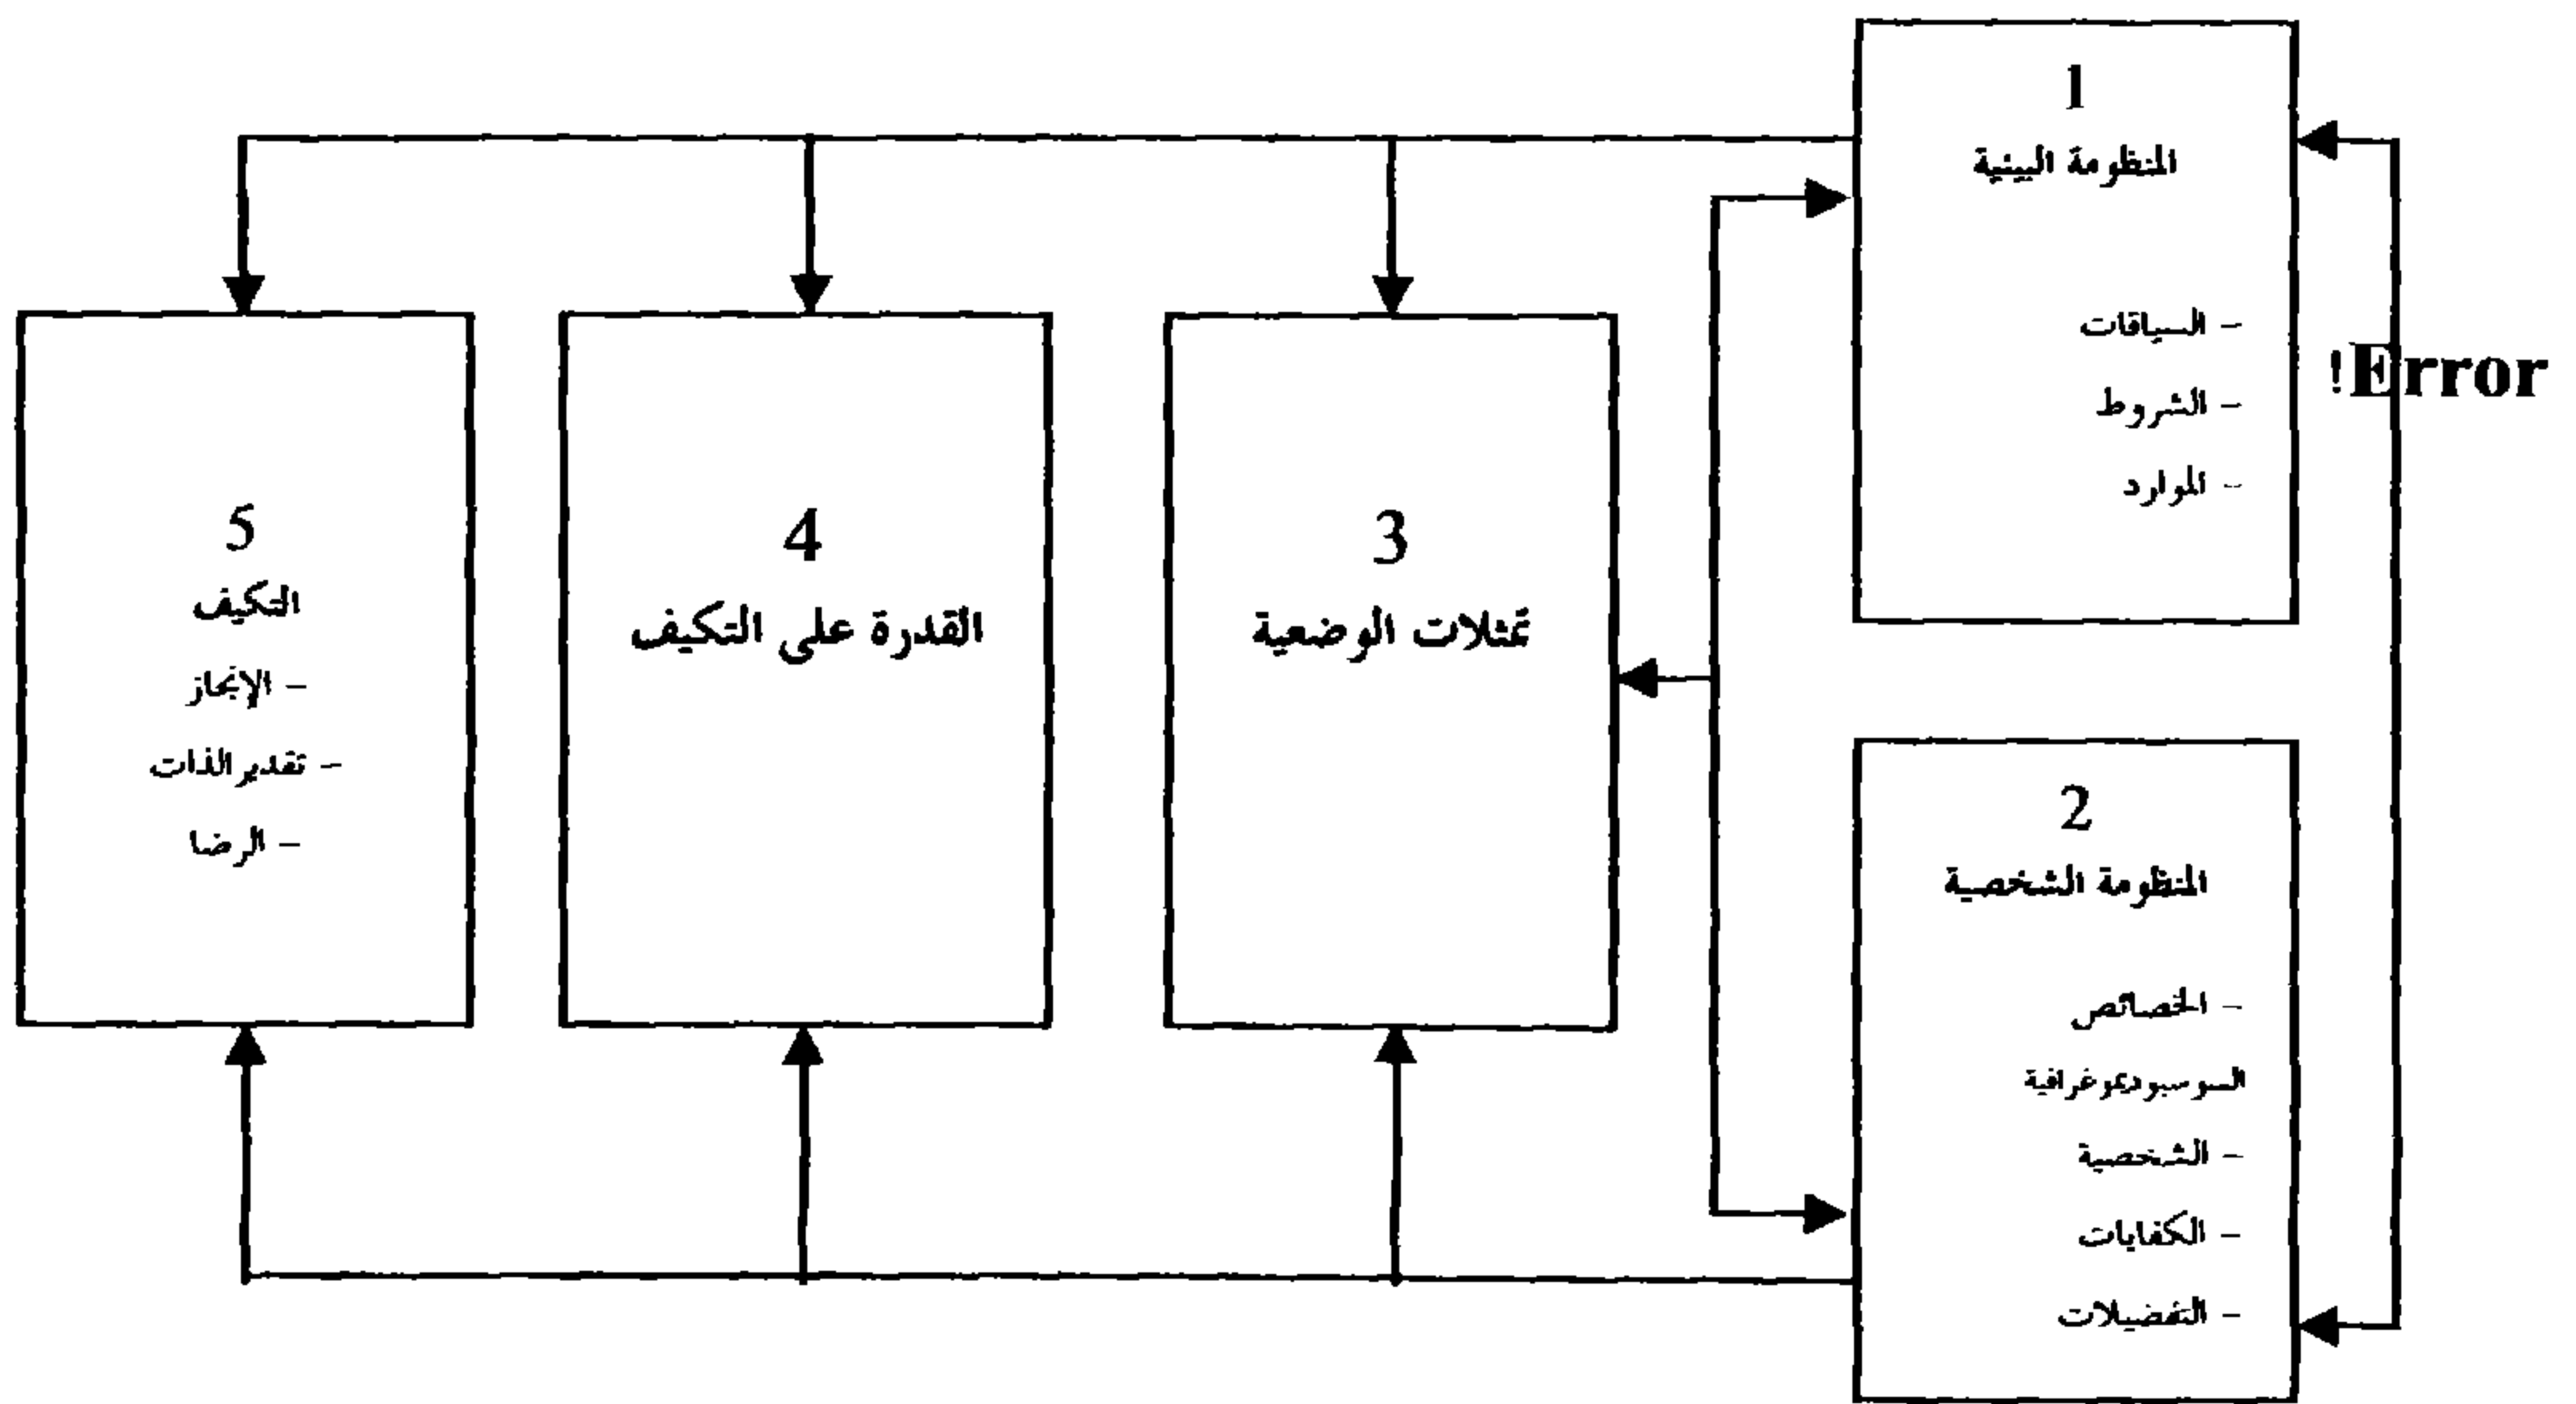 1
المنظومة البيئية
- السياقات
- الشروط
- الموارد
!Error
2
المنظومة الشخصية
- الخصائص
السوسيوديموغرافية
- الشخصية
- الكفايات
- التفضيلات
3
تمثلات الوضعية
4
القدرة على التكيف
5
التكيف
- الإنجاز
- تقدير الذات
- الرضا